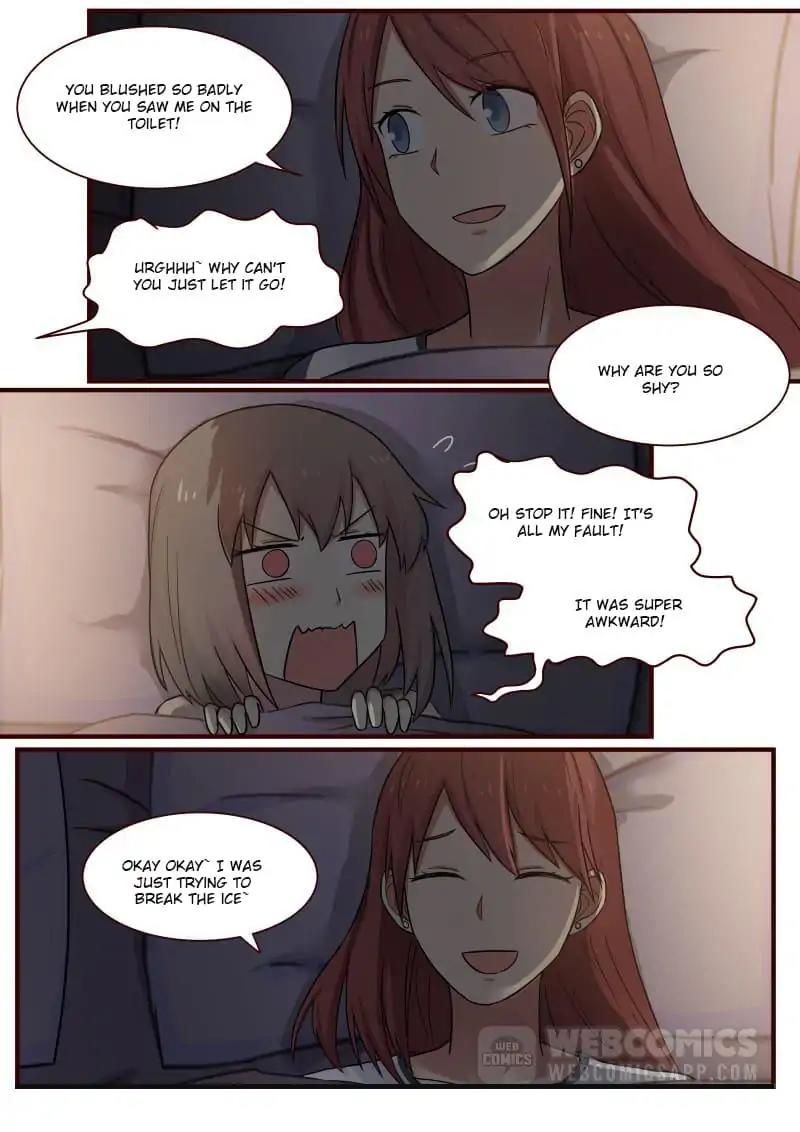 YOU BLUSHED SO BADLY
WHEN YOU SAW ME ON THE
TOILET!
URGHHH~ WHY CAN'T
YOU JUST LET IT GO!
WHY ARE YOU SO
SHY?
OH STOP IT! FINE! IT'S
ALL MY FAULT!
IT WAS SUPER
AWKWARD!
OKAY OKAY~ I WAS
JUST TRYING TO
BREAK THE ICE~
WEB
COMICS
WEBCOMICS
WEBCOMICSAPP.COM